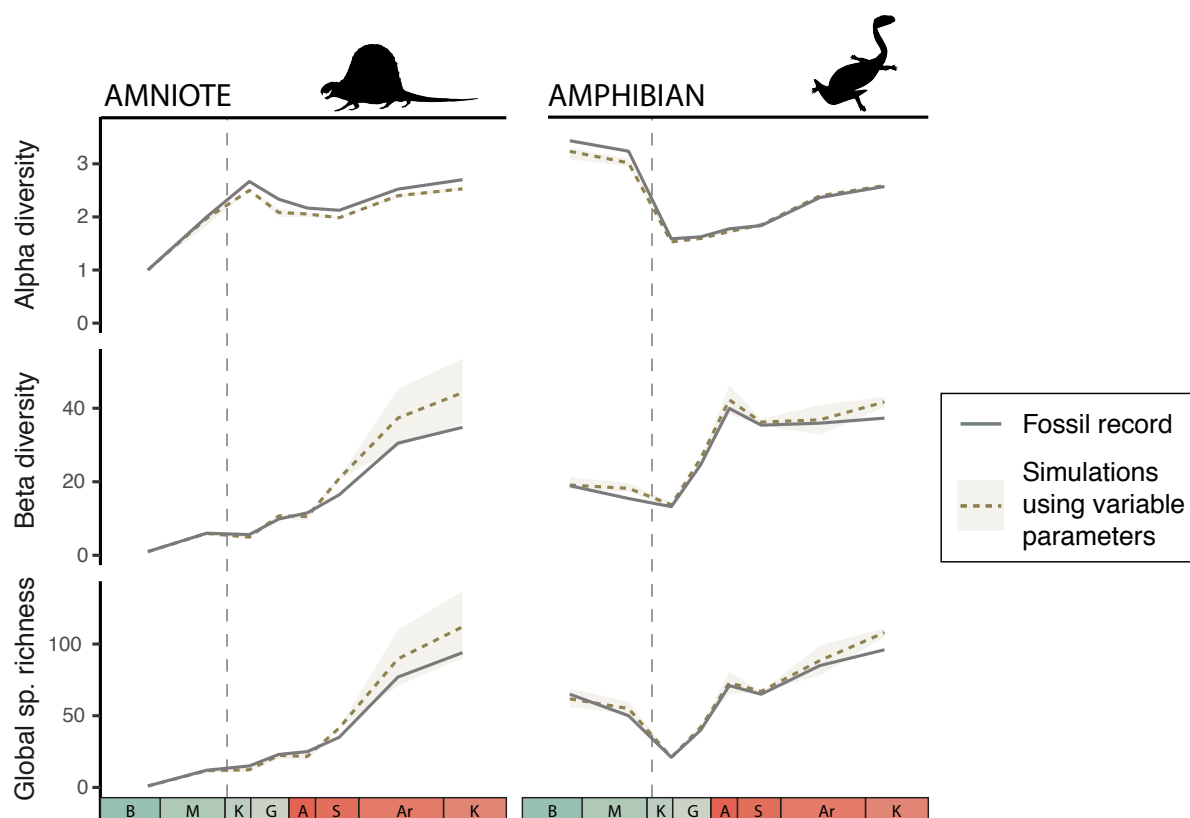 AMNIOTE
AMPHIBIAN
Alpha diversity
3
2
1
0
Beta diversity
40
20
0
Global sp. richness
100
50
0
B M K G A S Ar K
B M K G A S Ar K
Fossil record
Simulations
using variable
parameters